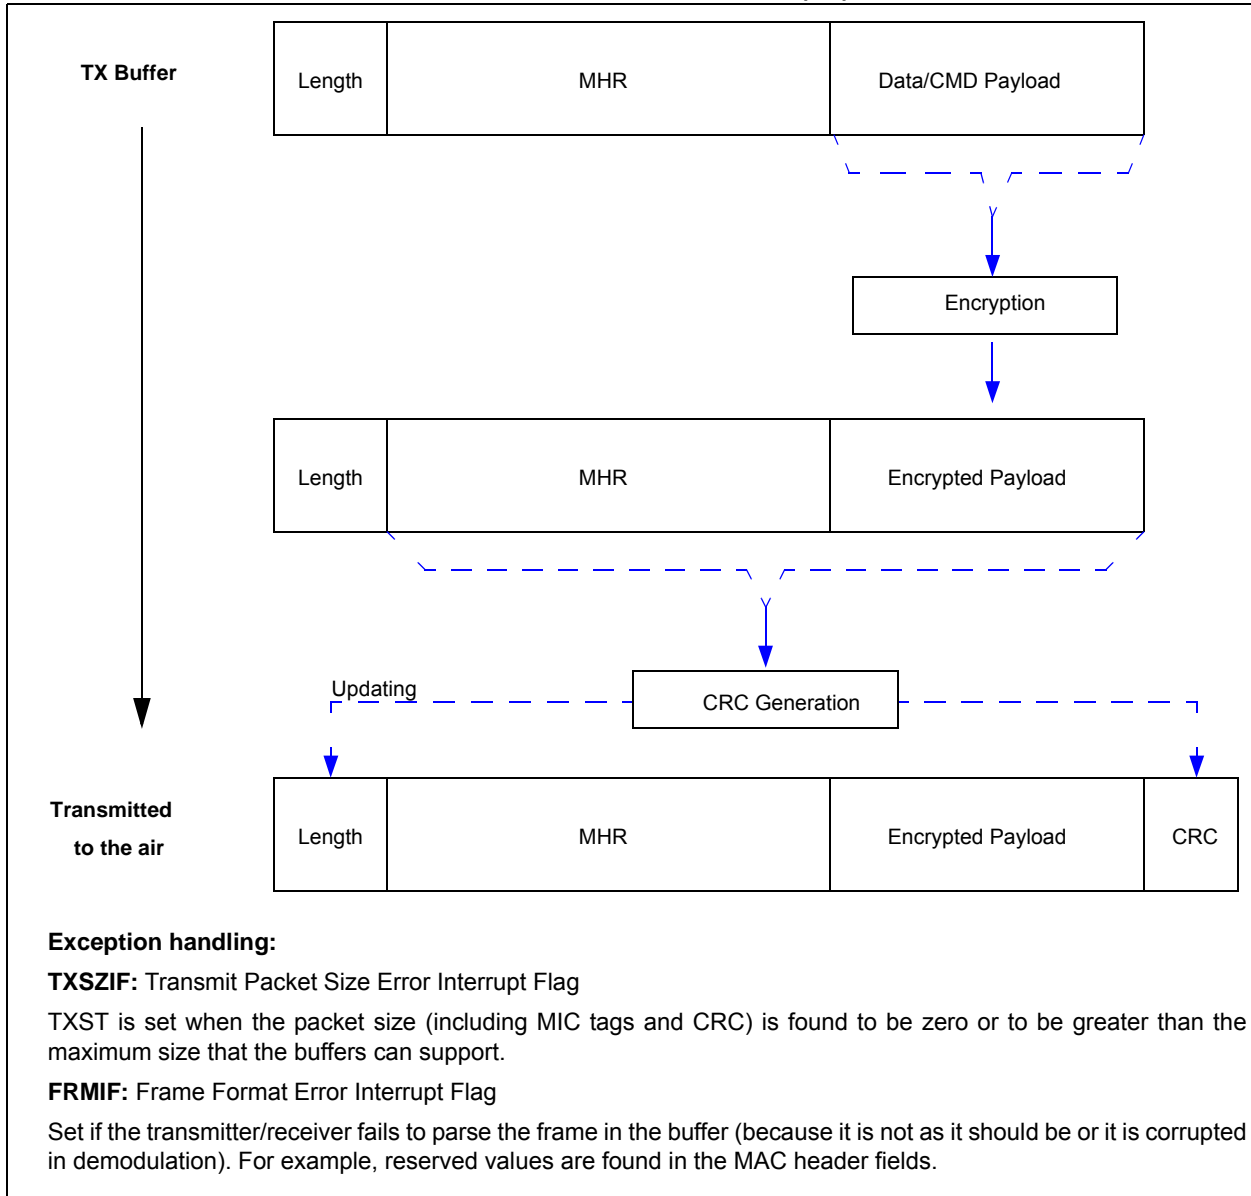 TX Buffer
Length
MHR
Data/CMD Payload
Encryption
Length
MHR
Encrypted Payload
Updating
CRC Generation
Transmitted
to the air
Length
MHR
Encrypted Payload
CRC
Exception handling:
TXSZIF: Transmit Packet Size Error Interrupt Flag
TXST is set when the packet size (including MIC tags and CRC) is found to be zero or to be greater than the
maximum size that the buffers can support.
FRMIF: Frame Format Error Interrupt Flag
Set if the transmitter/receiver fails to parse the frame in the buffer (because it is not as it should be or it is corrupted
in demodulation). For example, reserved values are found in the MAC header fields.